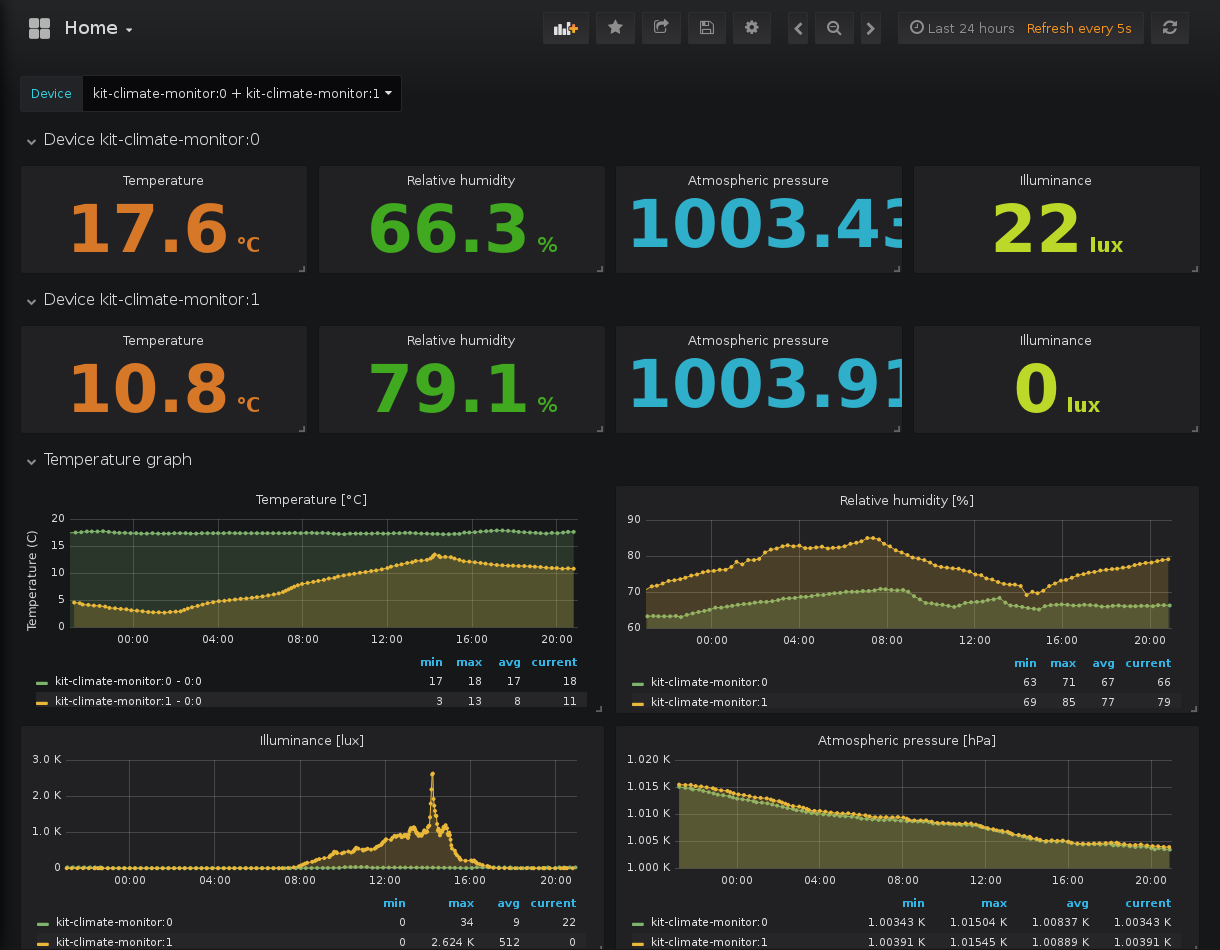 Home
Last 24 hours Refresh every 5s
Device kit-climate-monitor:0 + kit-climate-monitor:1
Device kit-climate-monitor:0
Temperature Relative humidity Atmospheric pressure Illuminance
17.6 °C 66.3 % 1003.43 22 lux
Device kit-climate-monitor:1
Temperature Relative humidity Atmospheric pressure Illuminance
10.8 °C 79.1 % 1003.91 0 lux
Temperature graph
Temperature [°C]
Temperature (C)
20
15
10
5
0
00:00 04:00 08:00 12:00 16:00 20:00
min max avg current
kit-climate-monitor:0 - 0:0 17 18 17 18
kit-climate-monitor:1 - 0:0 3 13 8 11
Relative humidity [%]
90
80
70
60
00:00 04:00 08:00 12:00 16:00 20:00
min max avg current
kit-climate-monitor:0 63 71 67 66
kit-climate-monitor:1 69 85 77 79
Illuminance [lux]
3.0 K
2.0 K
1.0 K
0
00:00 04:00 08:00 12:00 16:00 20:00
min max avg current
kit-climate-monitor:0 0 34 9 22
kit-climate-monitor:1 0 2.624 K 512 0
Atmospheric pressure [hPa]
1.020 K
1.015 K
1.010 K
1.005 K
1.000 K
00:00 04:00 08:00 12:00 16:00 20:00
min max avg current
kit-climate-monitor:0 1.00343 K 1.01504 K 1.00837 K 1.00343 K
kit-climate-monitor:1 1.00391 K 1.01545 K 1.00889 K 1.00391 K